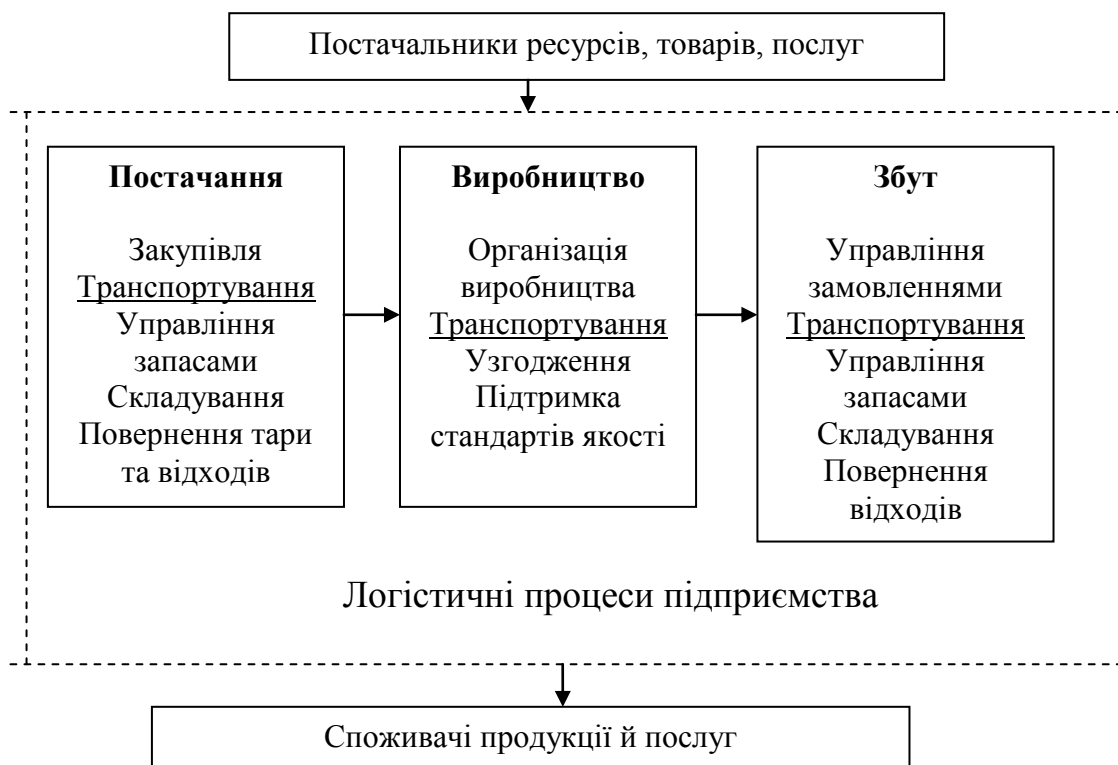 Постачальники ресурсів, товарів, послуг
Постачання
Закупівля
Транспортування
Управління
запасами
Складування
Повернення тари
та відходів
Виробництво
Організація
виробництва
Транспортування
Узгодження
Підтримка
стандартів якості
Збут
Управління
замовленнями
Транспортування
Управління
запасами
Складування
Повернення
відходів
Логістичні процеси підприємства
Споживачі продукції й послуг